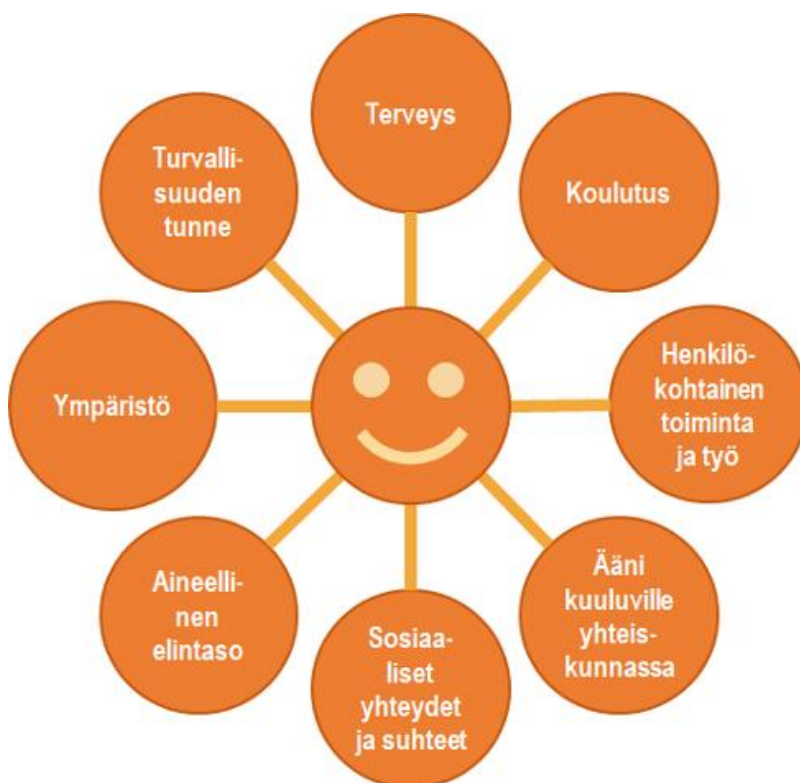 Terveys
Koulutus
Henkilö-
kohtainen
toiminta
ja työ
Ääni
kuuluville
yhteis-
kunnassa
Sosiaa-
liset
yhteydet
ja suhteet
Aineelli-
nen
elintaso
Ympäristö
Turvalli-
suuden
tunne